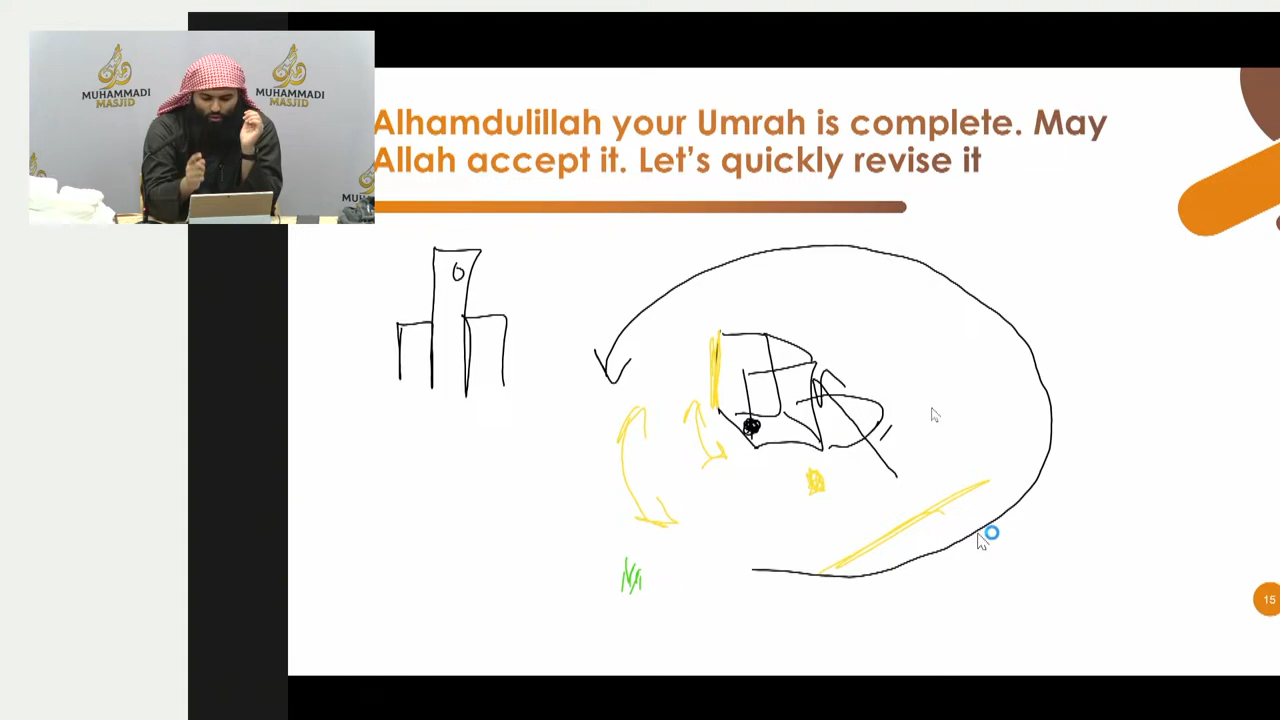 MUHAMMADI
MASJID
MUHAMMADI
MASJID
Alhamdulillah your Umrah is complete. May
Allah accept it. Let's quickly revise it
15